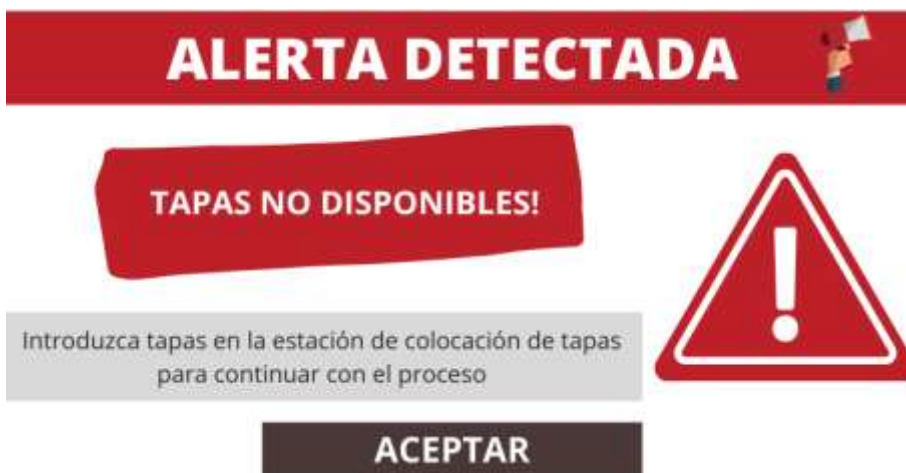 ALERTA DETECTADA
TAPAS NO DISPONIBLES!
Introduzca tapas en la estación de colocación de tapas
para continuar con el proceso
ACEPTAR